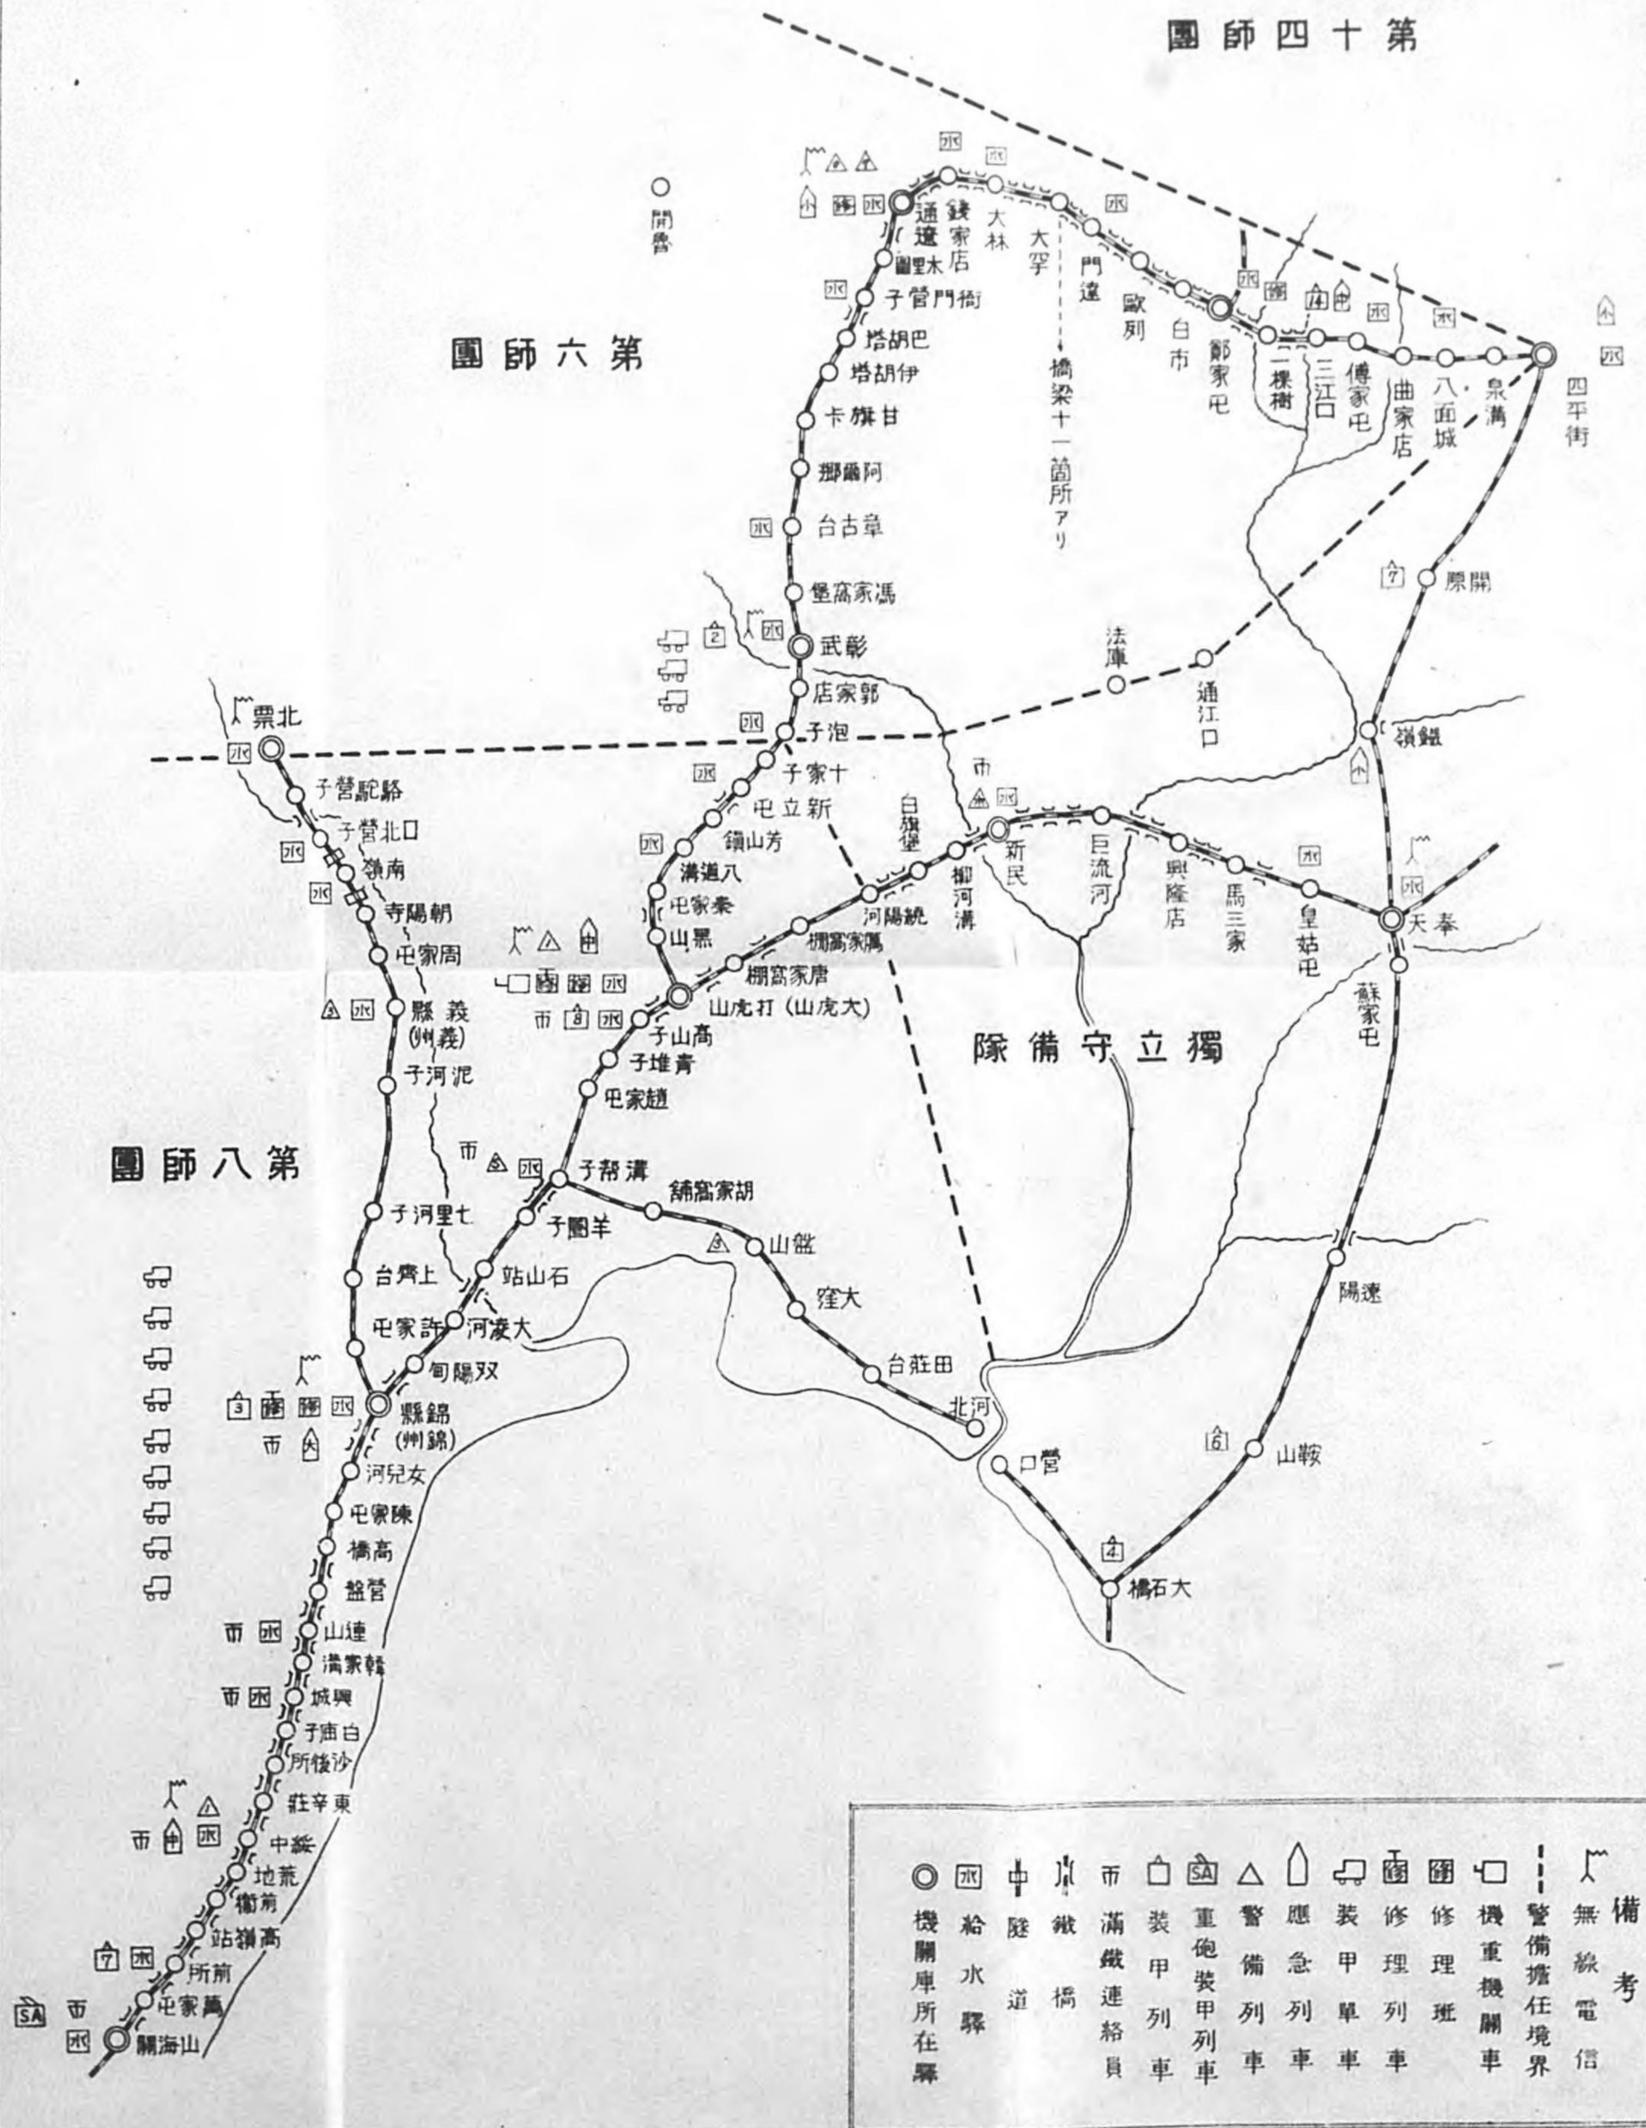 第十四師團
第六師團
第八師團
獨立守備隊
開魯
通遼
錢家店
大林
大罕
門達
歐列
白市
鄭家屯
一棵樹
三江口
傅家屯
曲家店
八面城
泉溝
四平街
橋梁十一箇所アリ
木里圖
衙門營子
巴胡塔
伊胡塔
甘旗卡
阿爾鄉
章古台
馮家窩堡
彰武
郭家店
泡子
十家子
新立屯
芳山鎭
八道溝
秦家屯
黑山
打虎山(大虎山)
高山子
青堆子
趙家屯
溝幇子
羊圈子
石山站
大凌河
許家屯
双陽甸
錦縣
(錦州)
女兒河
陳家屯
高橋
營盤
連山
韓家溝
興城
白庙子
沙後所
東辛莊
綏中
荒地
前衛
高嶺站
前所
萬家屯
山海關
北票
駱駝營子
口北營子
南嶺
朝陽寺
周家屯
義縣
(義州)
泥河子
七里河子
上齊台
唐家窩棚
厲家窩棚
繞陽河
白旗堡
柳河溝
新民
巨流河
興隆店
馬三家
皇姑屯
奉天
蘇家屯
法庫
通江口
開原
鐵嶺
遼陽
鞍山
大石橋
營口
胡家窩舖
盤山
大窪
田莊台
河北
備考
無線電信
警備擔任境界
機重機關車
修理班
修理列車
装甲單車
應急列車
警備列車
重砲装甲列車
装甲列車
滿鐵連絡員
鐵橋
隧道
給水驛
機關庫所在驛